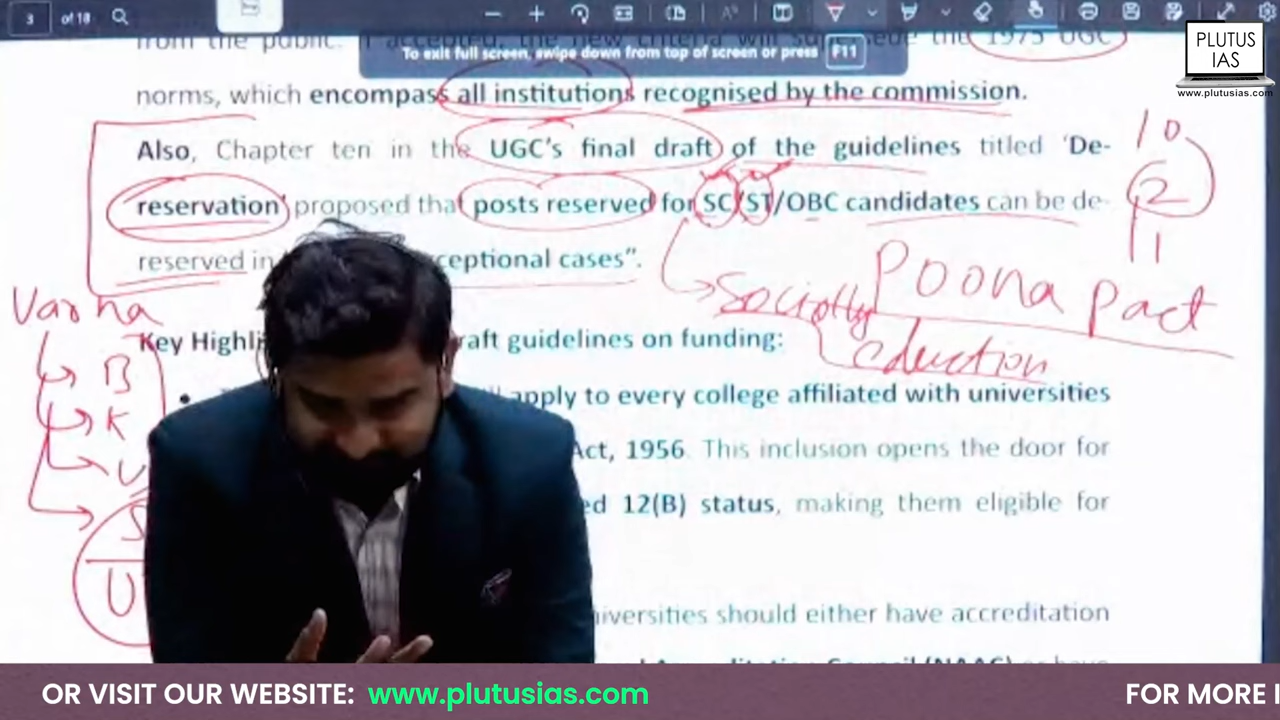 3 of 18
1975 UGC
To exit full screen, swipe down from top of screen or press F11
PLUTUS
IAS
www.plutusias.com
norms, which encompass all institutions recognised by the commission.
Also, Chapter ten in the UGC's final draft of the guidelines titled 'De-
reservation' proposed that posts reserved for SC/ST/OBC candidates can be de-
reserved in ceptional cases".
10
2
1
Poona Pact
Socially
eduction
Varna
B
K
V
S
U
Key Highli raft guidelines on funding:
apply to every college affiliated with universities
Act, 1956. This inclusion opens the door for
ed 12(B) status, making them eligible for
iversities should either have accreditation
OR VISIT OUR WEBSITE: www.plutusias.com
FOR MORE I